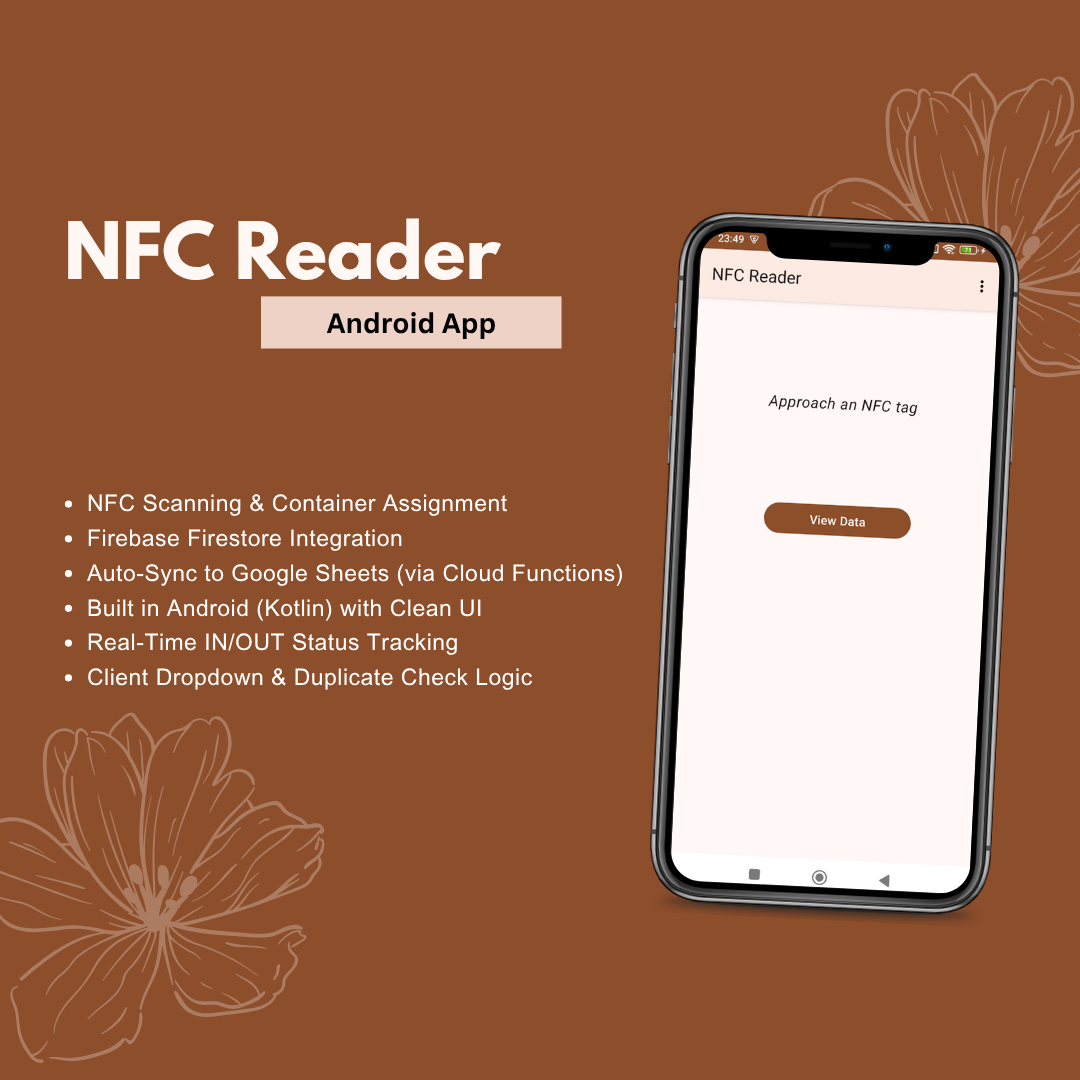 NFC Reader
Android App
• NFC Scanning & Container Assignment
• Firebase Firestore Integration
• Auto-Sync to Google Sheets (via Cloud Functions)
• Built in Android (Kotlin) with Clean UI
• Real-Time IN/OUT Status Tracking
• Client Dropdown & Duplicate Check Logic
23:49
71
NFC Reader
Approach an NFC tag
View Data